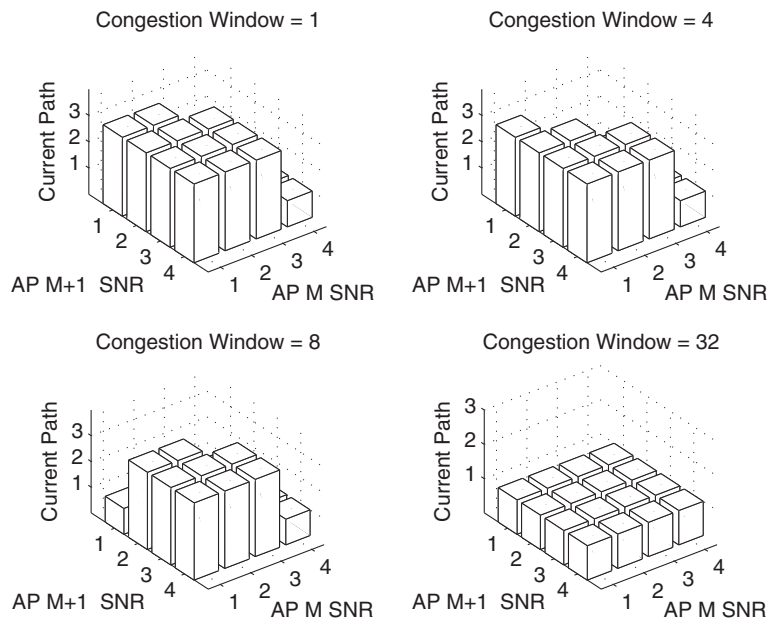 Congestion Window = 1
3
2
1
Current Path
1
2
3
4
AP M+1 SNR
1
2
3
4
AP M SNR
Congestion Window = 4
3
2
1
Current Path
1
2
3
4
AP M+1 SNR
1
2
3
4
AP M SNR
Congestion Window = 8
3
2
1
Current Path
1
2
3
4
AP M+1 SNR
1
2
3
4
AP M SNR
Congestion Window = 32
3
2
1
Current Path
1
2
3
4
AP M+1 SNR
1
2
3
4
AP M SNR